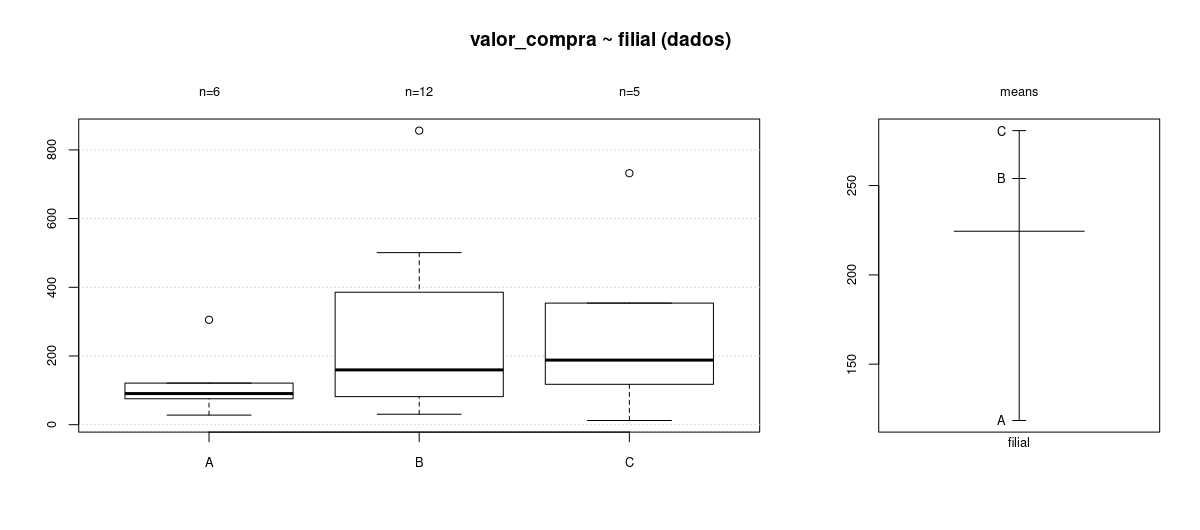 valor_compra ~ filial (dados)
n=6 n=12 n=5
means
800
600
400
200
0
A B C
C
B
A
250
200
150
filial